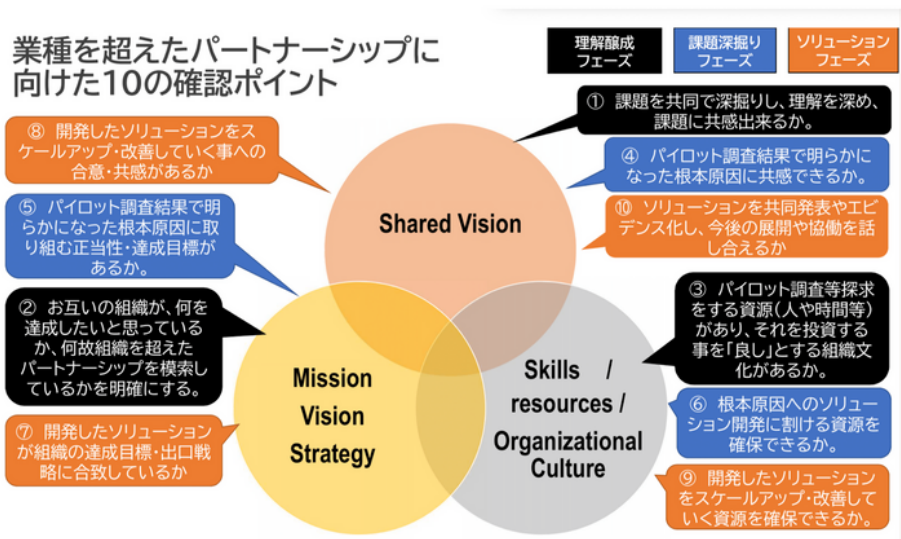 業種を超えたパートナーシップに
向けた10の確認ポイント
理解醸成
フェーズ
課題深掘り
フェーズ
ソリューション
フェーズ
① 課題を共同で深掘りし、理解を深め、
課題に共感出来るか。
⑧ 開発したソリューションをス
ケールアップ・改善していく事への
合意・共感があるか
④ パイロット調査結果で明らかに
なった根本原因に共感できるか。
⑤ パイロット調査結果で明
らかになった根本原因に取
り組む正当性・達成目標が
あるか。
⑩ ソリューションを共同発表やエビ
デンス化し、今後の展開や協働を話
し合えるか
Shared Vision
② お互いの組織が、何を
達成したいと思っている
か、何故組織を超えた
パートナーシップを模索し
ているかを明確にする。
③ パイロット調査等探求
をする資源(人や時間等)
があり、それを投資する
事を「良し」とする組織文
化があるか。
Mission
Vision
Strategy
Skills /
resources /
Organizational
Culture
⑥ 根本原因へのソリュー
ション開発に割ける資源を
確保できるか。
⑦ 開発したソリューション
が組織の達成目標・出口戦
略に合致しているか
⑨ 開発したソリューション
をスケールアップ・改善して
いく資源を確保できるか。